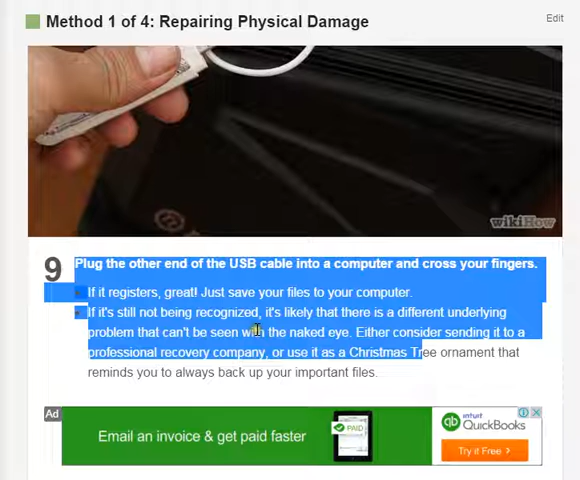 Method 1 of 4: Repairing Physical Damage
Edit
wikiHow
9
Plug the other end of the USB cable into a computer and cross your fingers.
If it registers, great! Just save your files to your computer.
If it's still not being recognized, it's likely that there is a different underlying
problem that can't be seen with the naked eye. Either consider sending it to a
professional recovery company, or use it as a Christmas Tree ornament that
reminds you to always back up your important files.
Ad
Email an invoice & get paid faster
PAID
intuit
qb QuickBooks
Try it Free >